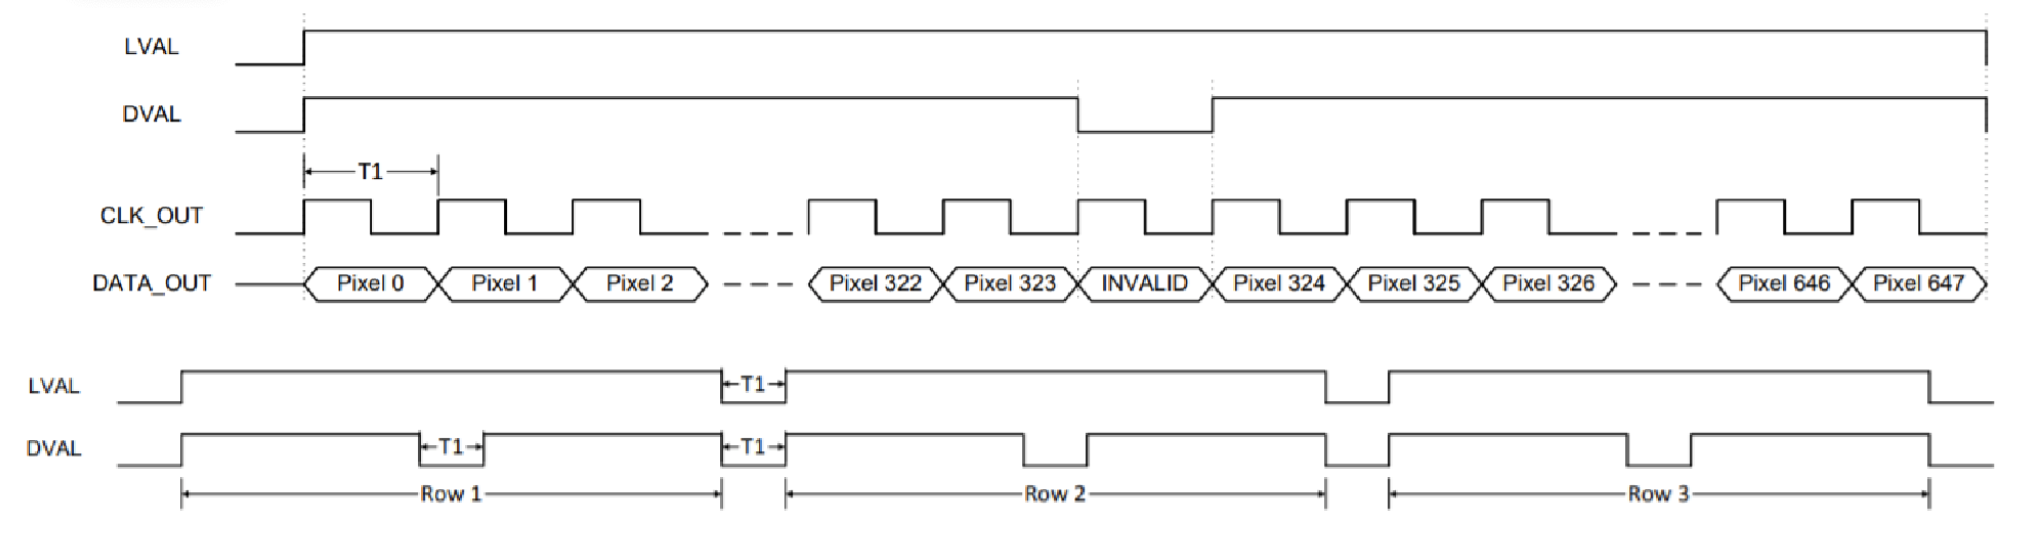 LVAL
DVAL
T1
CLK_OUT
DATA_OUT Pixel 0 Pixel 1 Pixel 2 Pixel 322 Pixel 323 INVALID Pixel 324 Pixel 325 Pixel 326 Pixel 646 Pixel 647
LVAL T1
DVAL T1 T1
Row 1 Row 2 Row 3